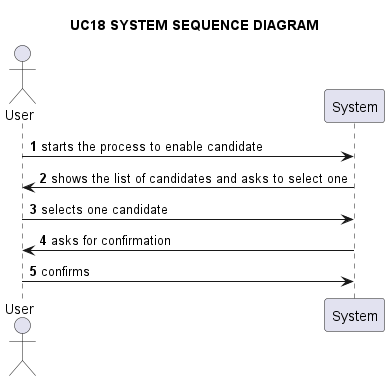 UC18 SYSTEM SEQUENCE DIAGRAM
User
System
1 starts the process to enable candidate
2 shows the list of candidates and asks to select one
3 selects one candidate
4 asks for confirmation
5 confirms
User
System